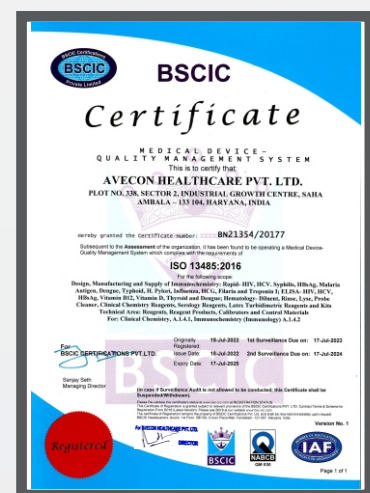 BSCIC Certifications
BSCIC
Private Limited
BSCIC
Certificate
MEDICAL DEVICE-
QUALITY MANAGEMENT SYSTEM
This is to certify that
AVECON HEALTHCARE PVT. LTD.
PLOT NO. 338, SECTOR 2, INDUSTRIAL GROWTH CENTRE, SAHA
AMBALA – 133 104, HARYANA, INDIA
Hereby granted the Certificate Number: BN21354/20177
Subsequent to the Assessment of the organization, it has been found to be operating a Medical Device-
Quality Management System which complies with the requirements of
ISO 13485:2016
For the following scope
Design, Manufacturing and Supply of Immunochemistry: Rapid- HIV, HCV, Syphilis, HBsAg, Malaria
Antigen, Dengue, Typhoid, H. Pylori, Influenza, HCG, Filaria and Troponin I; ELISA- HIV, HCV,
HBsAg, Vitamin B12, Vitamin D, Thyroid and Dengue; Hematology- Diluent, Rinse, Lyse, Probe
Cleaner, Clinical Chemistry Reagents, Serology Reagents, Latex Turbidimetric Reagents and Kits
Technical Area: Reagents, Reagent Products, Calibrators and Control Materials
For: Clinical Chemistry, A.1.4.1, Immunochemistry (Immunology) A.1.4.2
Originally Registered: 18-Jul-2022 1st Surveillance Due on: 17-Jul-2023
Issue Date: 18-Jul-2022 2nd Surveillance Due on: 17-Jul-2024
Expiry Date 17-Jul-2025
For
BSCIC CERTIFICATIONS PVT.LTD.
Sanjay Seth
Managing Director
BSCIC
(In case if Surveillance Audit is not allowed to be conducted, this Certificate shall be
Suspended/Withdrawn).
Version No. 1
For AVECON HEALTHCARE PVT. LTD.
DIRECTOR
Registered
BSCIC
NABCB
QM 010
IAF
Page 1 of 1